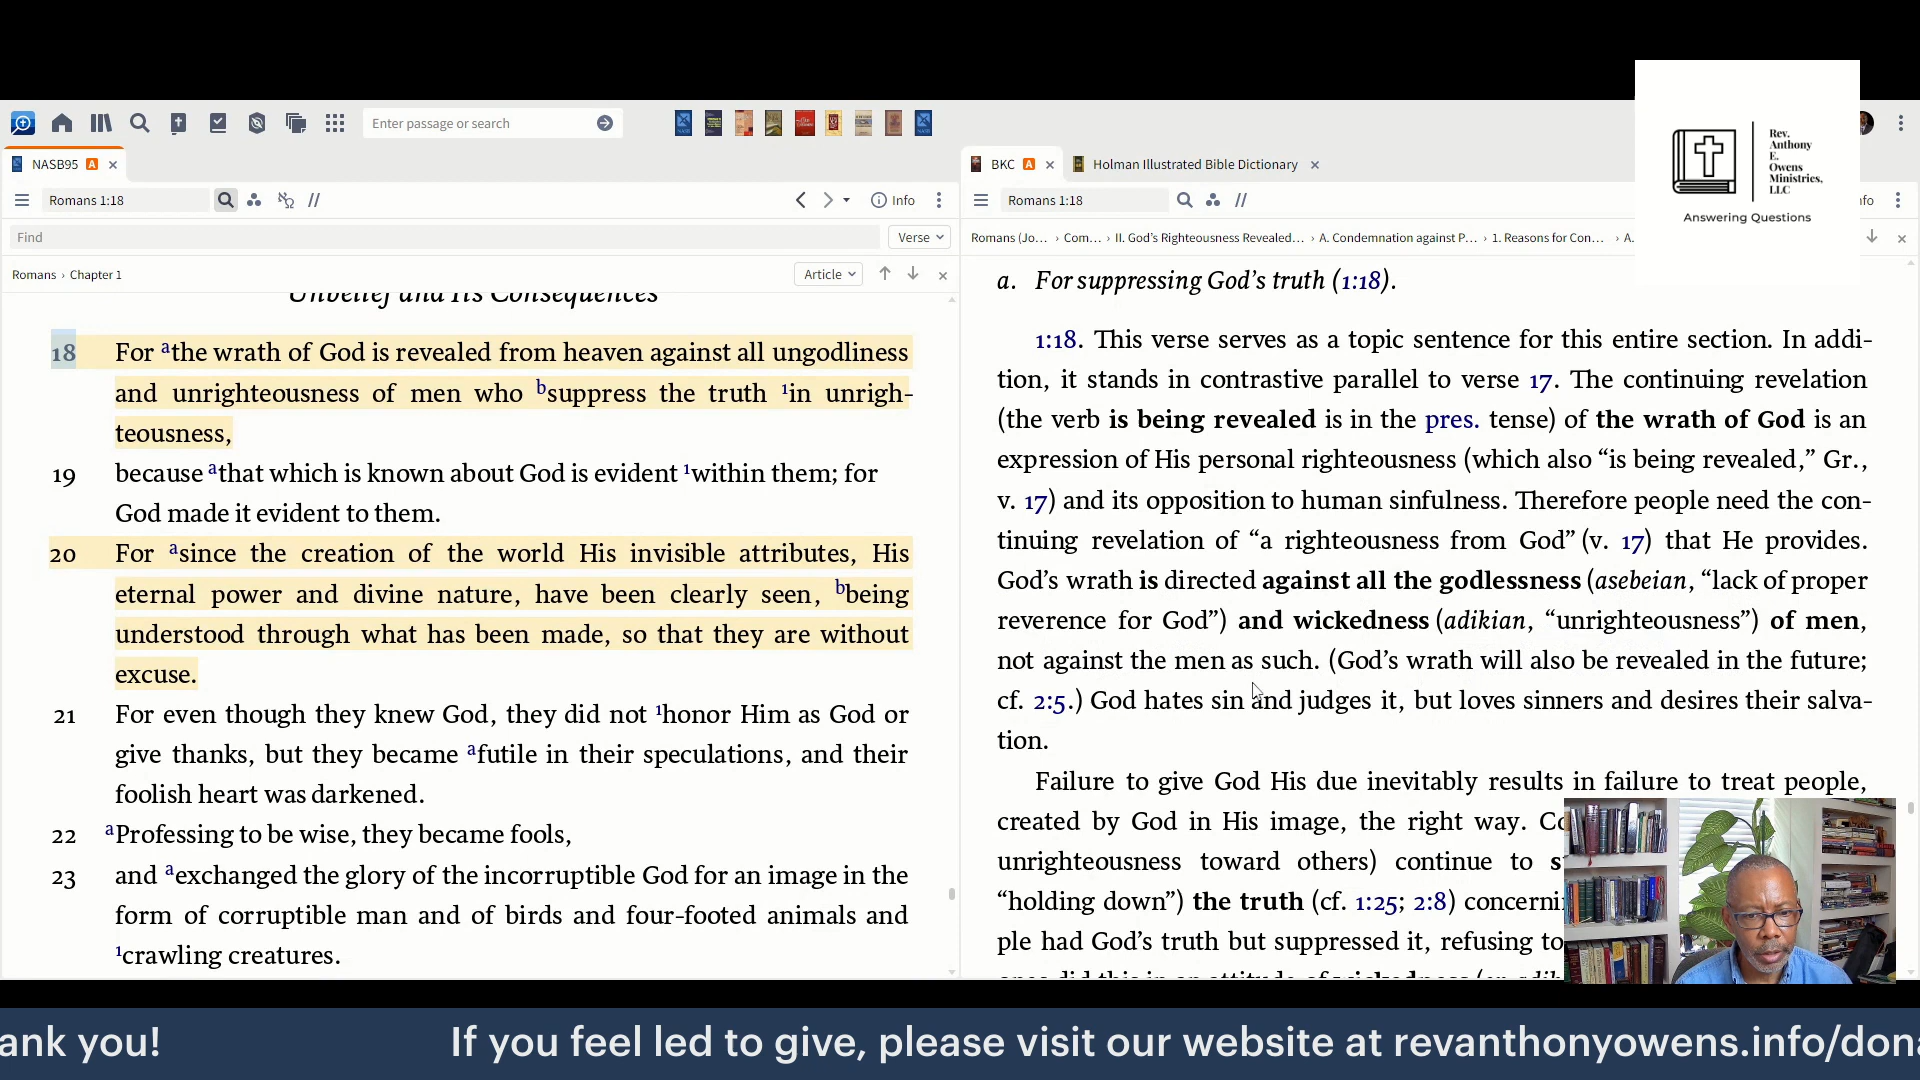 Rev.
Anthony
E.
Owens
Ministries,
LLC
Answering Questions
Enter passage or search
NASB95 A
Romans 1:18
Info
Find
Verse
Romans › Chapter 1
Article
Unbelief and Its Consequences
18 For ᵃthe wrath of God is revealed from heaven against all ungodliness
and unrighteousness of men who ᵇsuppress the truth ¹in unrigh-
teousness,
19 because ᵃthat which is known about God is evident ¹within them; for
God made it evident to them.
20 For ᵃsince the creation of the world His invisible attributes, His
eternal power and divine nature, have been clearly seen, ᵇbeing
understood through what has been made, so that they are without
excuse.
21 For even though they knew God, they did not ¹honor Him as God or
give thanks, but they became ᵃfutile in their speculations, and their
foolish heart was darkened.
22 ᵃProfessing to be wise, they became fools,
23 and ᵃexchanged the glory of the incorruptible God for an image in the
form of corruptible man and of birds and four-footed animals and
¹crawling creatures.
BKC A
Holman Illustrated Bible Dictionary
Romans 1:18
nfo
Romans (Jo... › Com... › II. God's Righteousness Revealed... › A. Condemnation against P... › 1. Reasons for Con... › A.
a. For suppressing God's truth (1:18).
1:18. This verse serves as a topic sentence for this entire section. In addi-
tion, it stands in contrastive parallel to verse 17. The continuing revelation
(the verb is being revealed is in the pres. tense) of the wrath of God is an
expression of His personal righteousness (which also “is being revealed,” Gr.,
v. 17) and its opposition to human sinfulness. Therefore people need the con-
tinuing revelation of “a righteousness from God” (v. 17) that He provides.
God's wrath is directed against all the godlessness (asebeian, “lack of proper
reverence for God”) and wickedness (adikian, “unrighteousness”) of men,
not against the men as such. (God's wrath will also be revealed in the future;
cf. 2:5.) God hates sin and judges it, but loves sinners and desires their salva-
tion.
Failure to give God His due inevitably results in failure to treat people,
created by God in His image, the right way. Co
unrighteousness toward others) continue to s
“holding down”) the truth (cf. 1:25; 2:8) concerni
ple had God's truth but suppressed it, refusing to
ank you!
If you feel led to give, please visit our website at revanthonyowens.info/dona